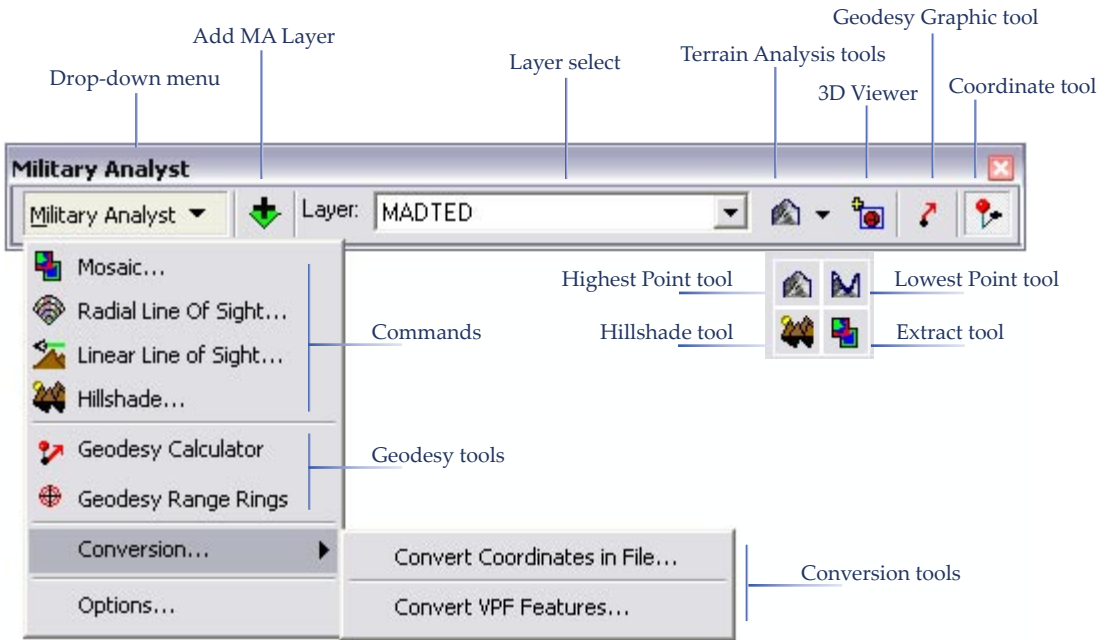 Geodesy Graphic tool
Add MA Layer
Terrain Analysis tools
Layer select
Drop-down menu
3D Viewer
Coordinate tool
Military Analyst
Military Analyst
Layer:
MADTED
Mosaic...
Highest Point tool
Lowest Point tool
Radial Line Of Sight...
Commands
Hillshade tool
Extract tool
Linear Line of Sight...
Hillshade...
Geodesy Calculator
Geodesy tools
Geodesy Range Rings
Conversion...
Convert Coordinates in File...
Conversion tools
Options...
Convert VPF Features...